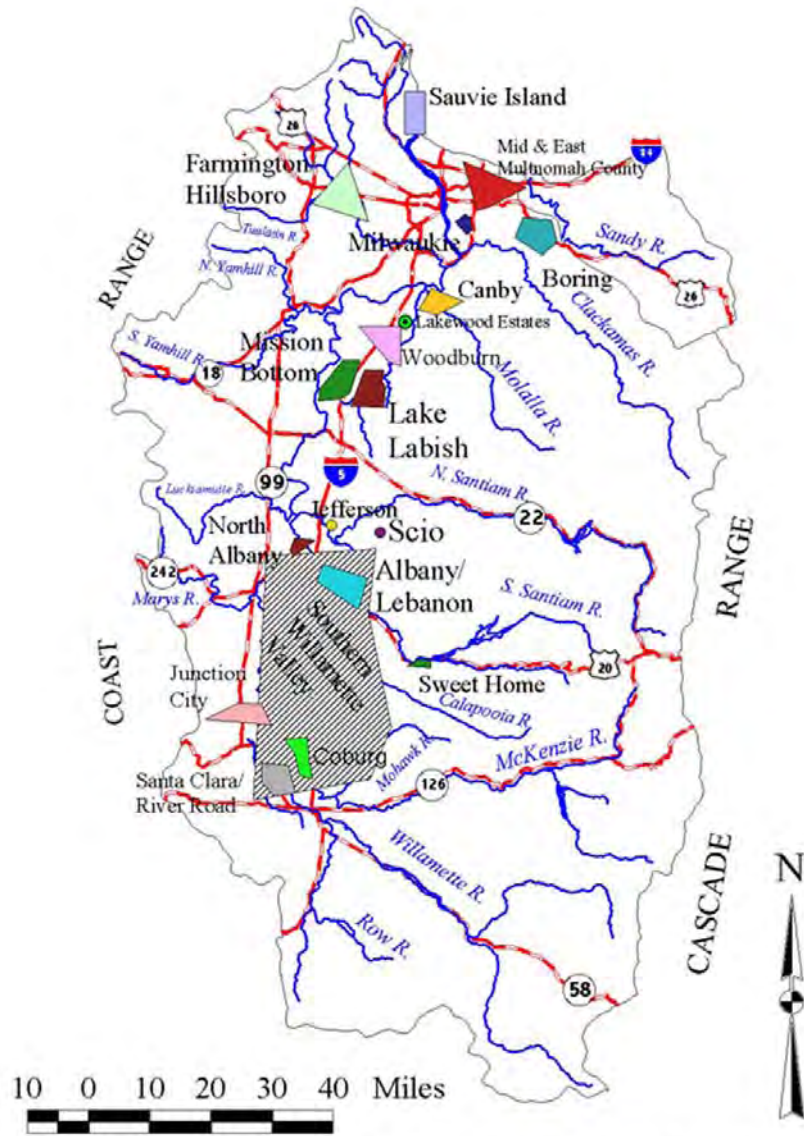 Sauvie Island
26
Mid & East
Multnomah County
84
Farmington
Hillsboro
Tualatin R.
Milwaukie
Sandy R.
N. Yamhill R.
Boring
RANGE
Canby
26
Lakewood Estates
Clackamas R.
S. Yamhill R.
18
Mission
Bottom
Woodburn
Molalla R.
Lake
Labish
5
99
N. Santiam R.
Luckiamute R.
22
Jefferson
North
Albany
Scio
242
Marys R.
Albany/
Lebanon
S. Santiam R.
RANGE
Southern
Willamette
Valley
20
COAST
Junction
City
Sweet Home
Calapooia R.
Coburg
Mohawk R.
McKenzie R.
Santa Clara/
River Road
126
Willamette R.
CASCADE
N
Row R.
58
10 0 10 20 30 40 Miles